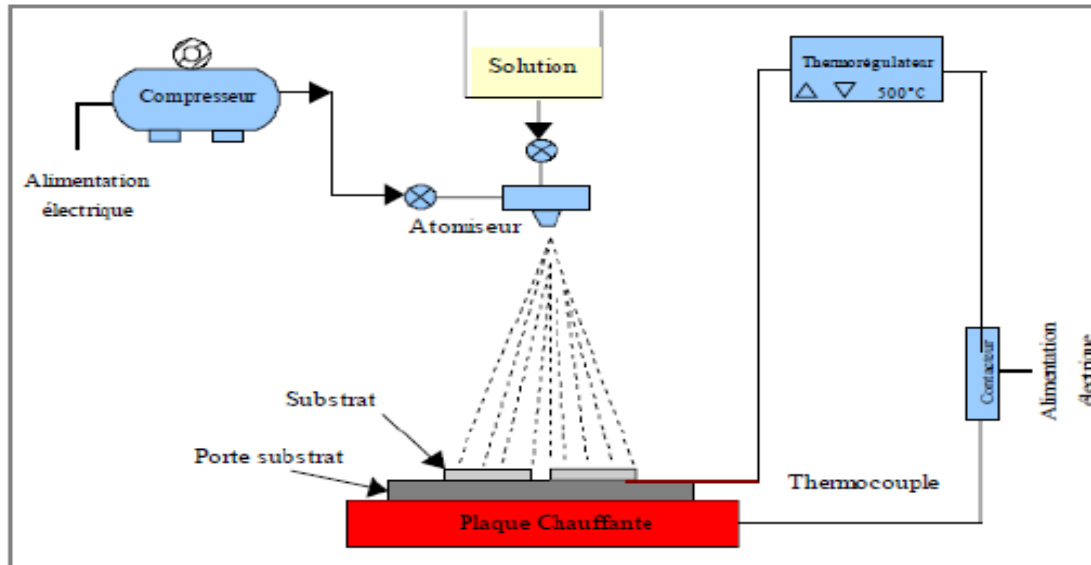 Solution
Thermorégulateur
500°C
Compresseur
Alimentation
électrique
Atomiseur
Contacteur
Alimentation
électrique
Substrat
Porte substrat
Thermocouple
Plaque Chauffante